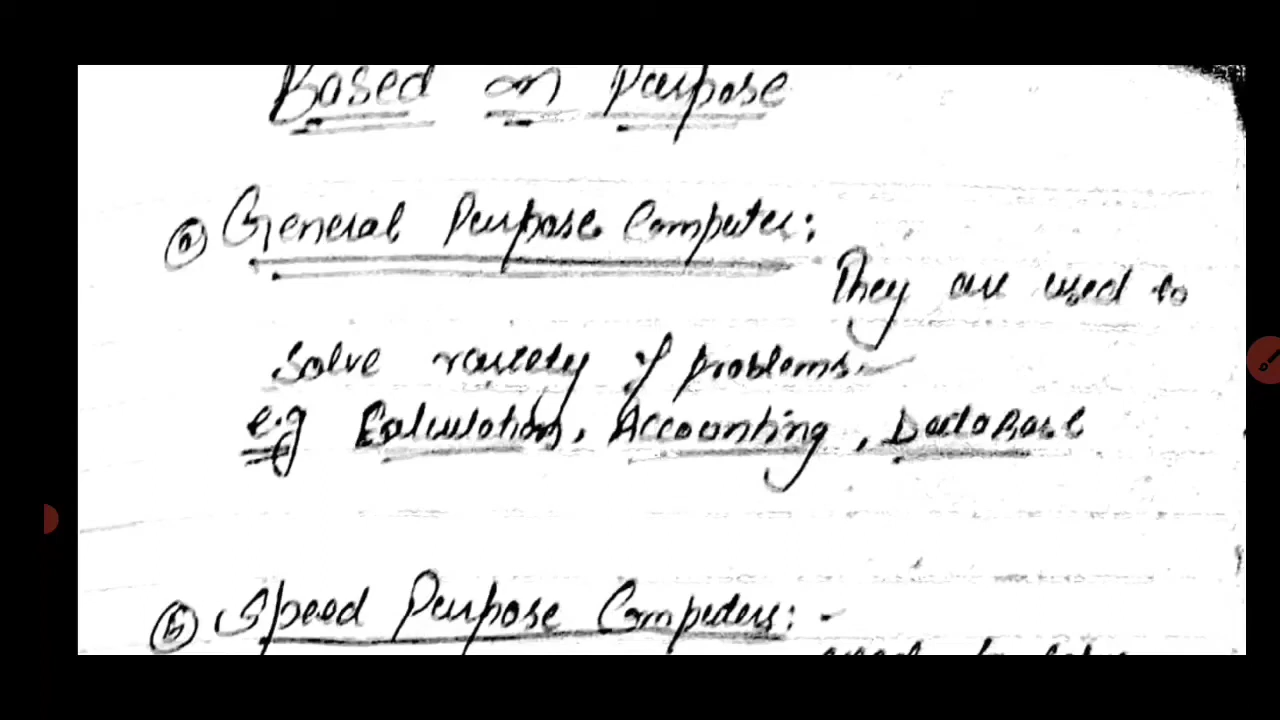 Based on Purpose
(a) General Purpose Computer:
They are used to
Solve variety of problems.
e.g Calculation, Accounting, DataBase
(b) Speed Purpose Computers: -